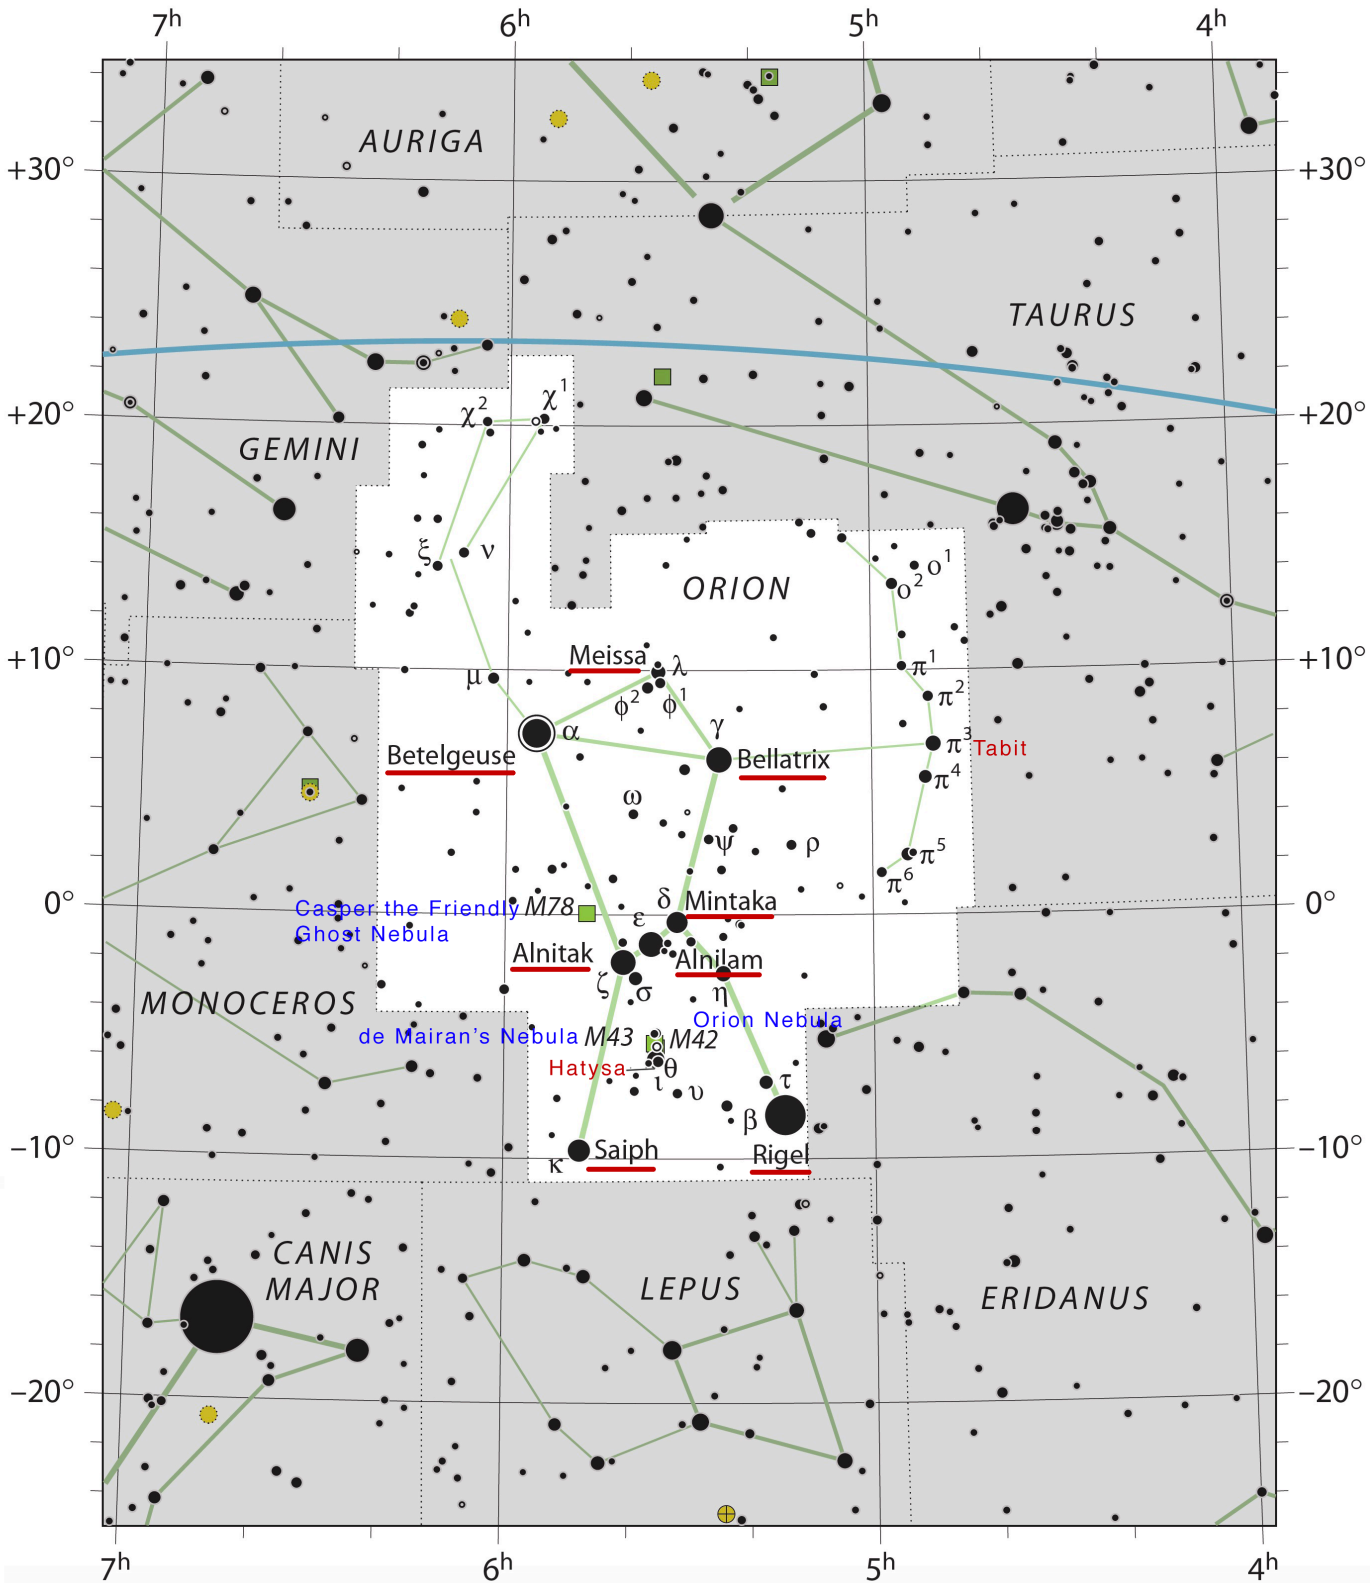 7h 6h 5h 4h
AURIGA
+30° +30°
TAURUS
χ2 χ1
+20° +20°
GEMINI
ξ ν
ORION
ο1
ο2
+10° Meissa λ π1 +10°
μ φ2 φ1 π2
α γ
Betelgeuse Bellatrix π3 Tabit
π4
ω
ψ ρ π5
π6
0° Casper the Friendly M78 δ Mintaka 0°
Ghost Nebula ε
Alnitak Alnilam
ζ σ η
MONOCEROS
Orion Nebula
de Mairan's Nebula M43 M42
Hatysa θ
ι υ τ
β
−10° κ Saiph Rigel −10°
CANIS
MAJOR LEPUS ERIDANUS
−20° −20°
7h 6h 5h 4h